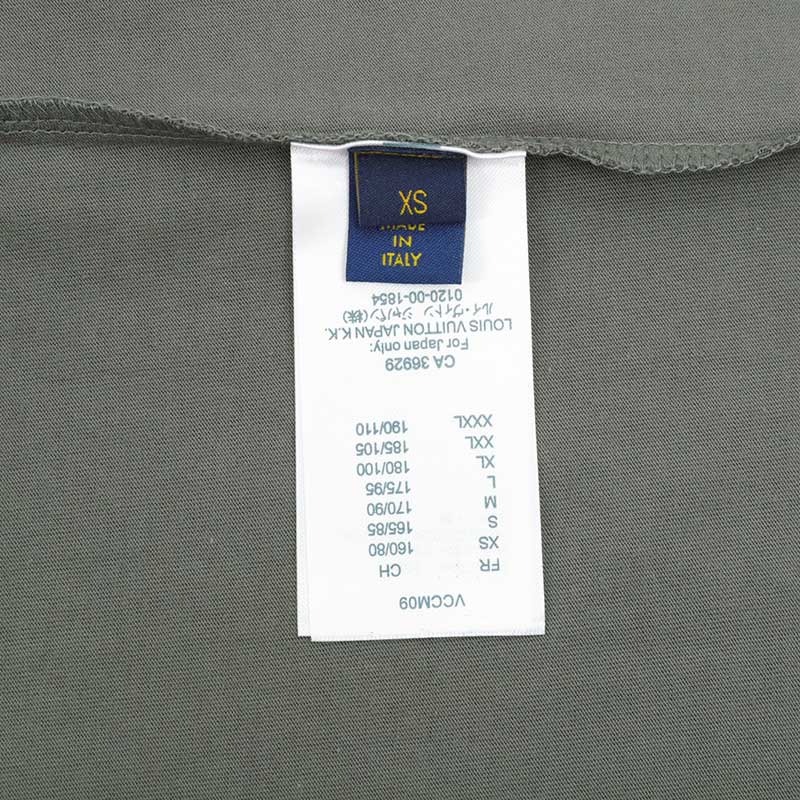 XS
MADE
IN
ITALY
VCCM09
FR CH
XS 160/80
S 165/85
M 170/90
L 175/95
XL 180/100
XXL 185/105
XXXL 190/110
CA 36929
For Japan only:
LOUIS VUITTON JAPAN K.K.
ルイ・ヴィトン ジャパン(株)
0120-00-1854